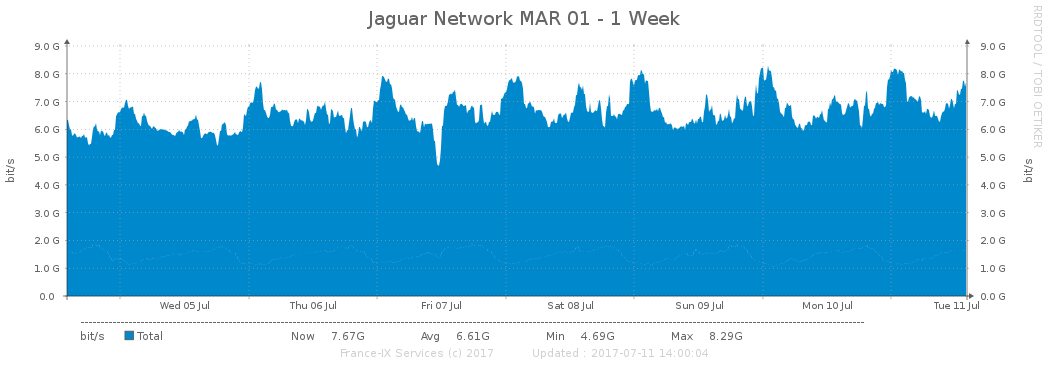 Jaguar Network MAR 01 - 1 Week
RRDTOOL / TOBI OETIKER
9.0 G 9.0 G
8.0 G 8.0 G
7.0 G 7.0 G
6.0 G 6.0 G
5.0 G 5.0 G
4.0 G 4.0 G
3.0 G 3.0 G
2.0 G 2.0 G
1.0 G 1.0 G
0.0 0.0 G
bit/s bit/s
Wed 05 Jul Thu 06 Jul Fri 07 Jul Sat 08 Jul Sun 09 Jul Mon 10 Jul Tue 11 Jul
bit/s Total Now 7.67G Avg 6.61G Min 4.69G Max 8.29G
France-IX Services (c) 2017 Updated : 2017-07-11 14:00:04